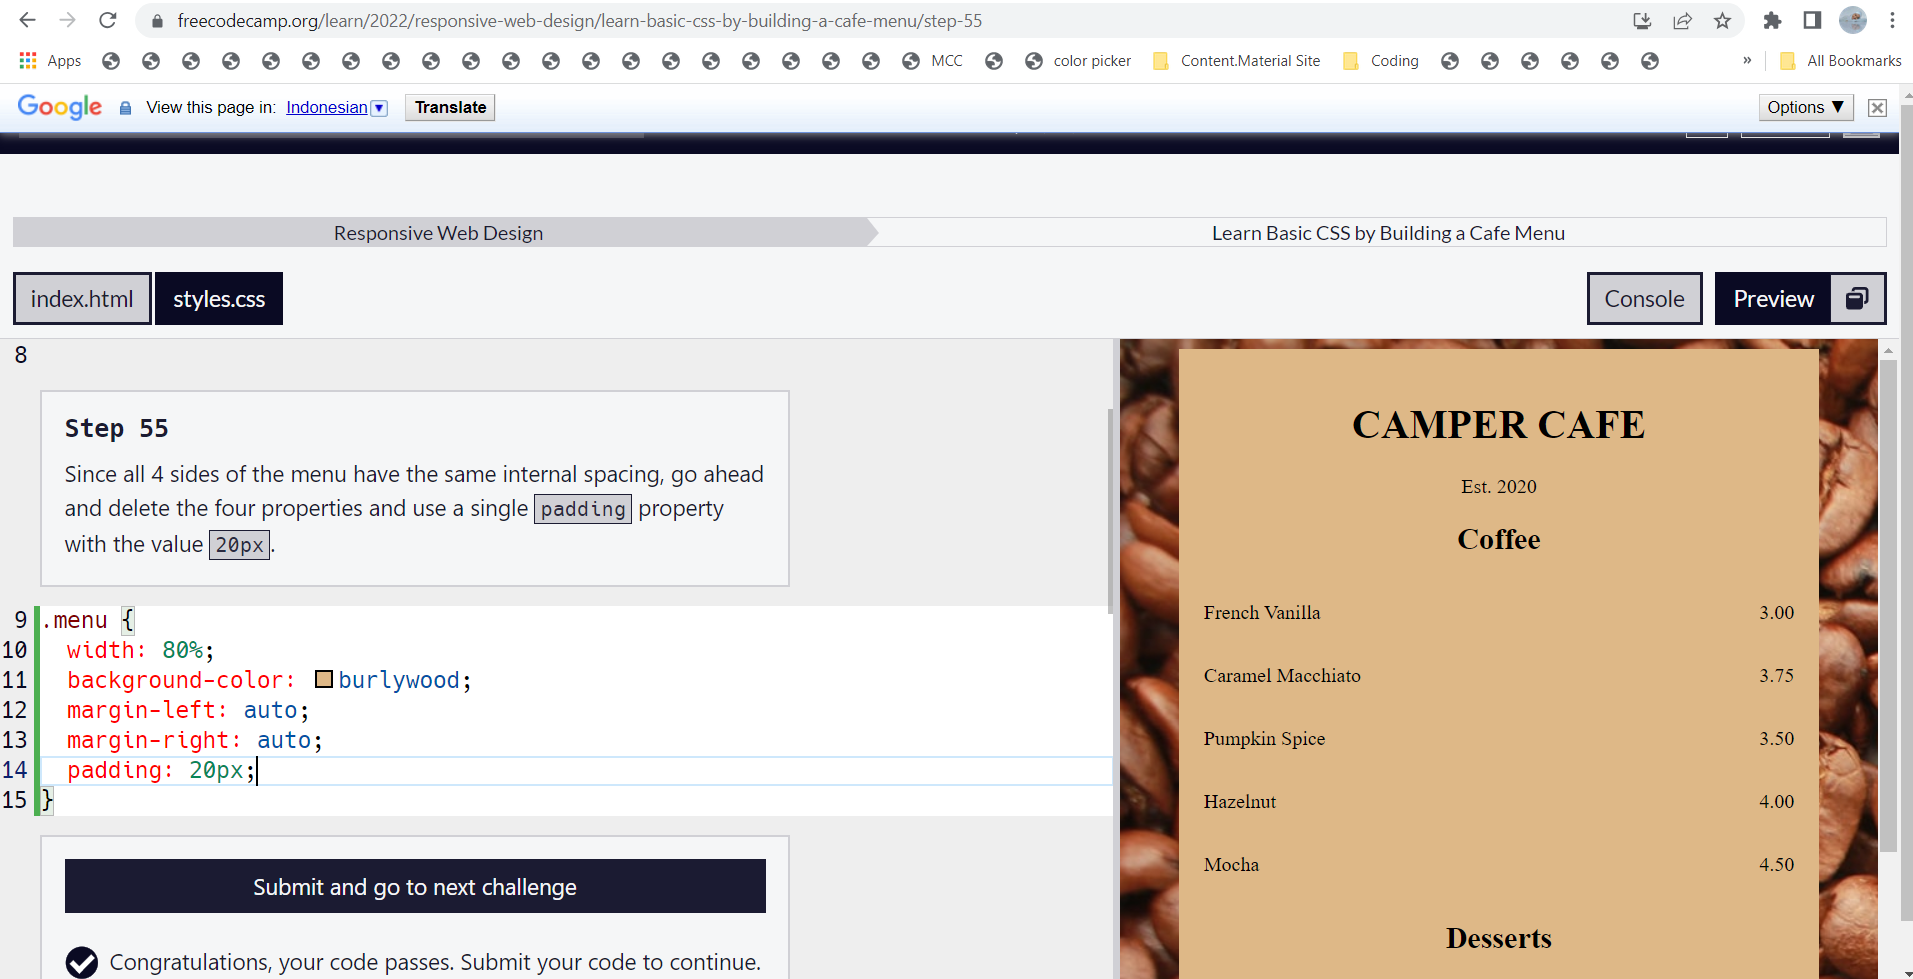 freecodecamp.org/learn/2022/responsive-web-design/learn-basic-css-by-building-a-cafe-menu/step-55
Apps MCC color picker Content.Material Site Coding » All Bookmarks
Google View this page in: Indonesian Translate Options ▼
Responsive Web Design Learn Basic CSS by Building a Cafe Menu
index.html styles.css Console Preview
8
Step 55
Since all 4 sides of the menu have the same internal spacing, go ahead
and delete the four properties and use a single padding property
with the value 20px.
9 .menu {
10 width: 80%;
11 background-color: burlywood;
12 margin-left: auto;
13 margin-right: auto;
14 padding: 20px;
15 }
Submit and go to next challenge
Congratulations, your code passes. Submit your code to continue.
CAMPER CAFE
Est. 2020
Coffee
French Vanilla 3.00
Caramel Macchiato 3.75
Pumpkin Spice 3.50
Hazelnut 4.00
Mocha 4.50
Desserts